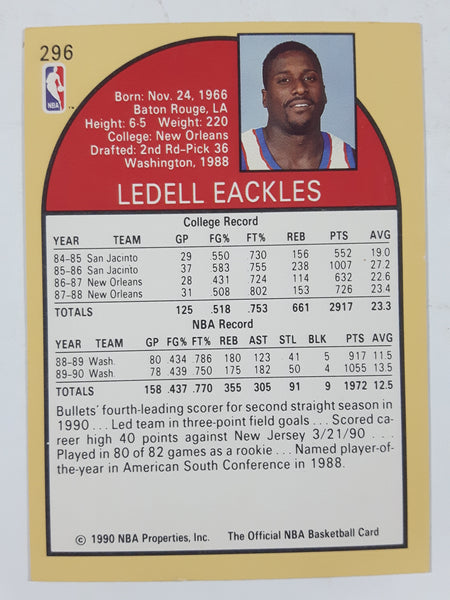 296
NBA
Born: Nov. 24, 1966
Baton Rouge, LA
Height: 6-5 Weight: 220
College: New Orleans
Drafted: 2nd Rd-Pick 36
Washington, 1988
LEDELL EACKLES
College Record
YEAR TEAM GP FG% FT% REB PTS AVG
84-85 San Jacinto 29 550 .730 156 552 19.0
85-86 San Jacinto 37 .583 .755 238 1007 27.2
86-87 New Orleans 28 .431 .724 114 632 22.6
87-88 New Orleans 31 .508 .802 153 726 23.4
TOTALS 125 .518 .753 661 2917 23.3
NBA Record
YEAR TEAM GP FG% FT% REB AST STL BLK PTS AVG
88-89 Wash. 80 .434 .786 180 123 41 5 917 11.5
89-90 Wash. 78 .439 .750 175 182 50 4 1055 13.5
TOTALS 158 .437 .770 355 305 91 9 1972 12.5
Bullets' fourth-leading scorer for second straight season in
1990 . . . Led team in three-point field goals . . . Scored ca-
reer high 40 points against New Jersey 3/21/90 . . .
Played in 80 of 82 games as a rookie . . . Named player-of-
the-year in American South Conference in 1988.
© 1990 NBA Properties, Inc. The Official NBA Basketball Card